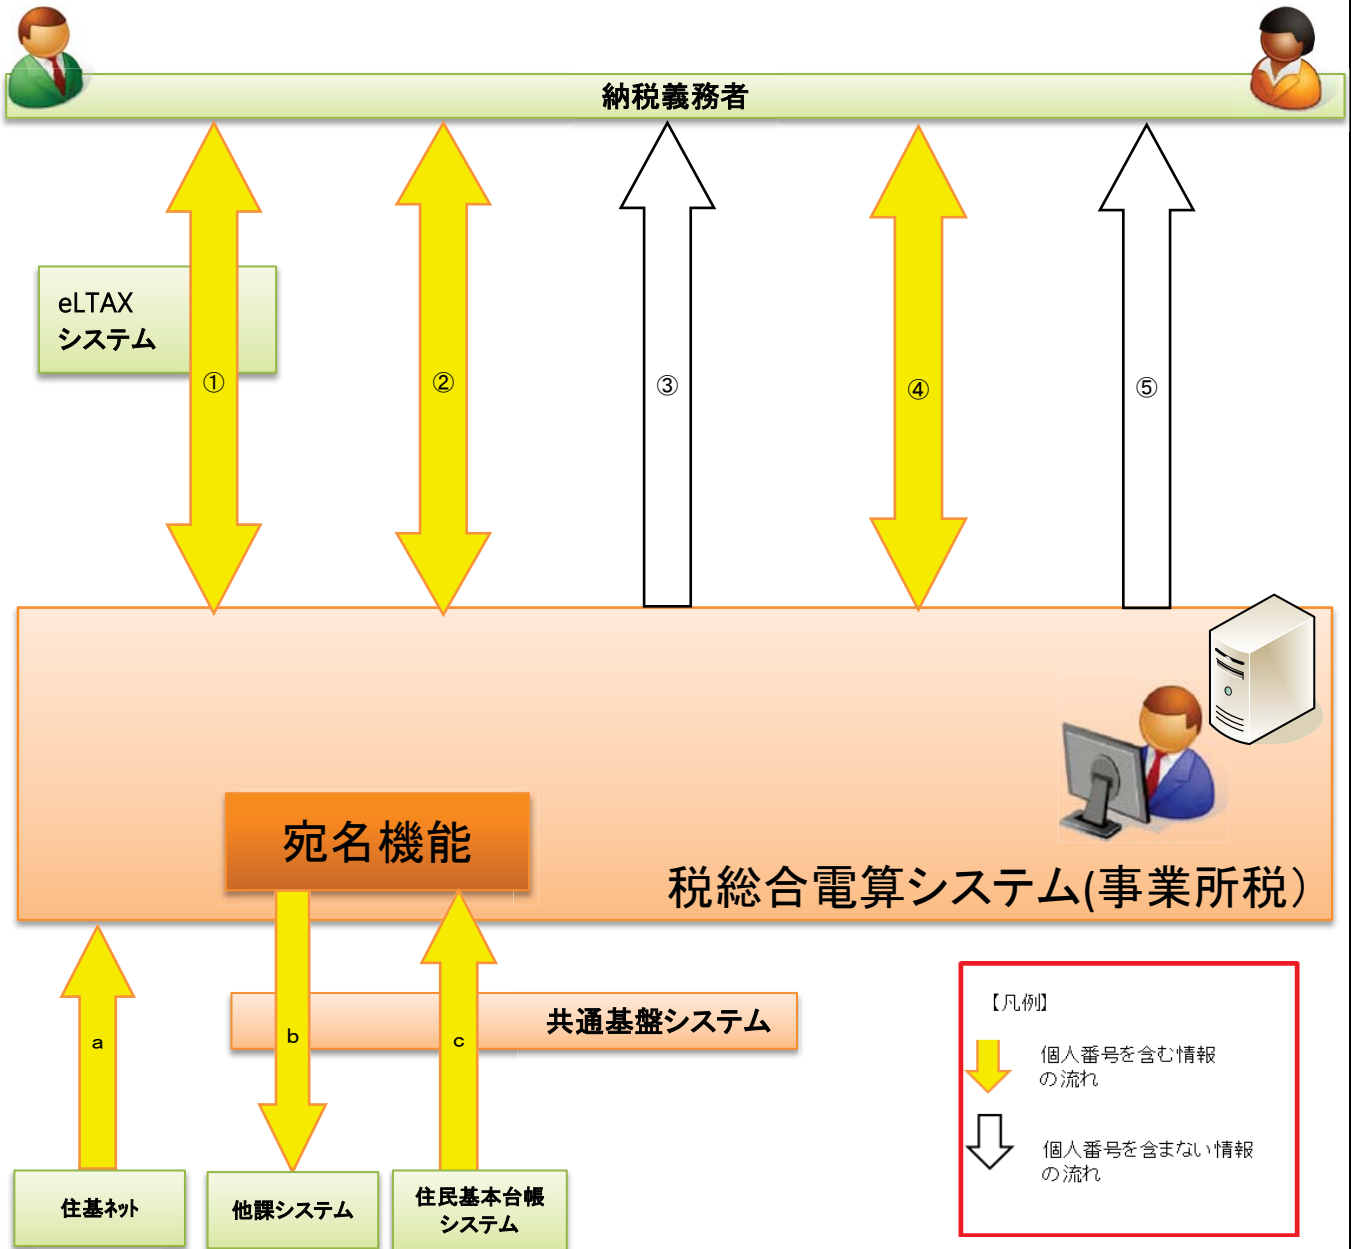 納税義務者
eLTAX
システム
①
②
③
④
⑤
宛名機能
税総合電算システム(事業所税）
共通基盤システム
a
b
c
【凡例】
個人番号を含む情報
の流れ
個人番号を含まない情報
の流れ
住基ネット
他課システム
住民基本台帳
システム